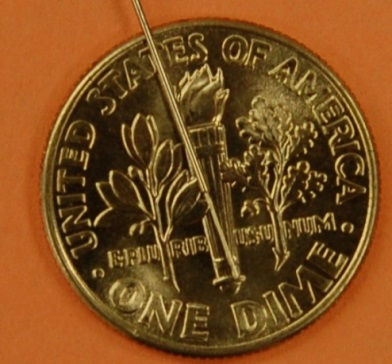 UNITED STATES OF AMERICA
E PLURIBUS UNUM
ONE DIME